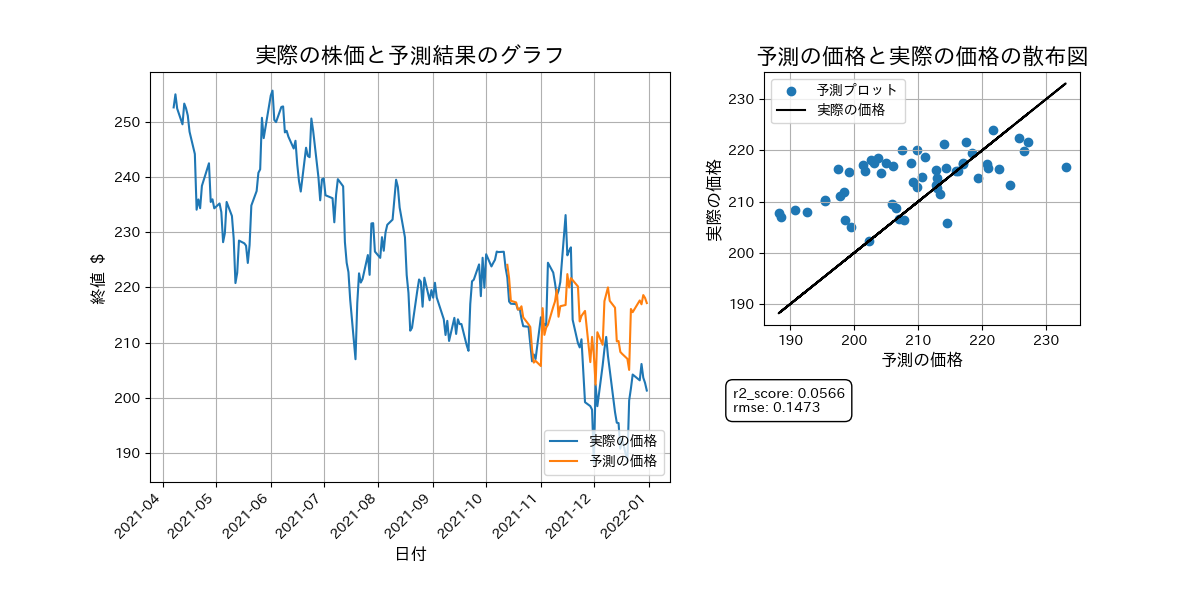 実際の株価と予測結果のグラフ
終値 $
250
240
230
220
210
200
190
2021-04
2021-05
2021-06
2021-07
2021-08
2021-09
2021-10
2021-11
2021-12
2022-01
日付
実際の価格
予測の価格
予測の価格と実際の価格の散布図
予測プロット
実際の価格
実際の価格
230
220
210
200
190
190
200
210
220
230
予測の価格
r2_score: 0.0566
rmse: 0.1473